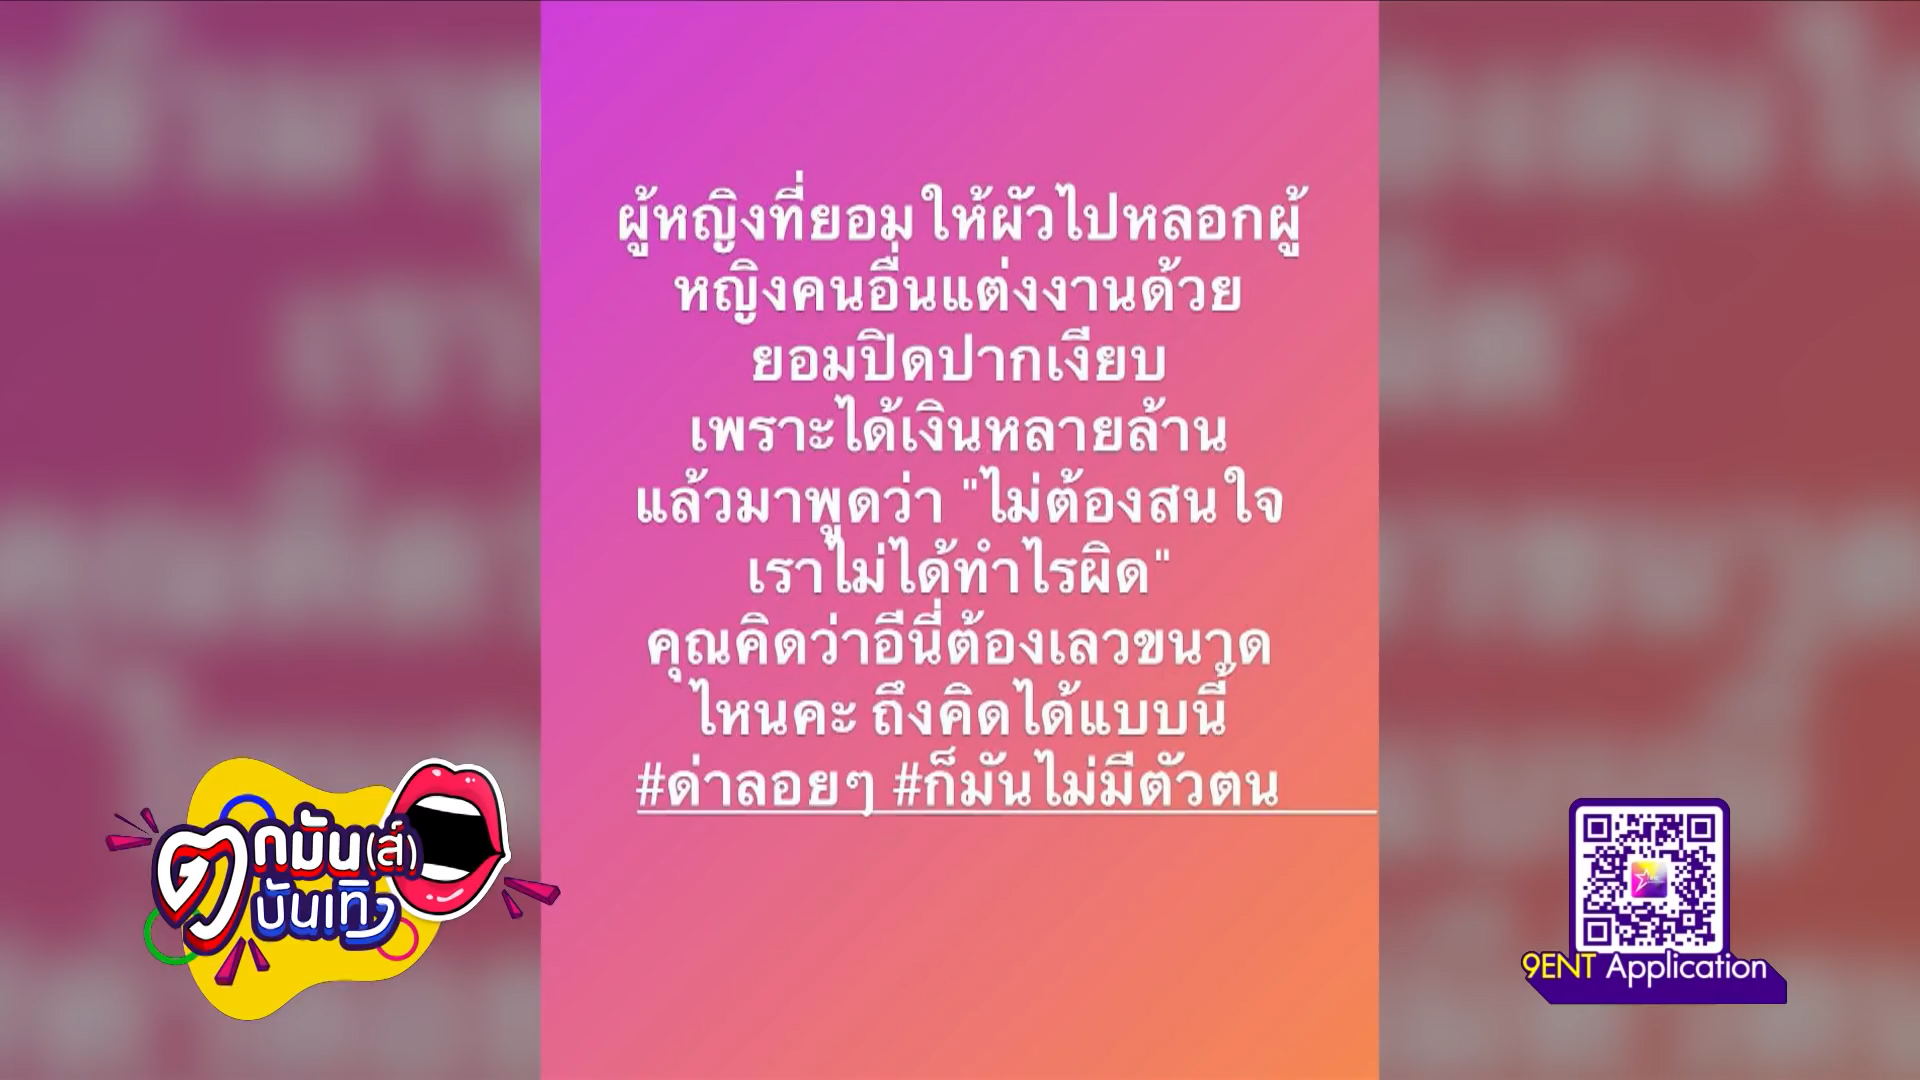 ผู้หญิงที่ยอมให้ผัวไปหลอกผู้
หญิงคนอื่นแต่งงานด้วย
ยอมปิดปากเงียบ
เพราะได้เงินหลายล้าน
แล้วมาพูดว่า "ไม่ต้องสนใจ
เราไม่ได้ทำไรผิด"
คุณคิดว่าอีนี่ต้องเลวขนาด
ไหนคะ ถึงคิดได้แบบนี้
#ด่าลอยๆ #ก็มันไม่มีตัวตน
ตกมัน(ส์)
บันเทิง
9ENT Application